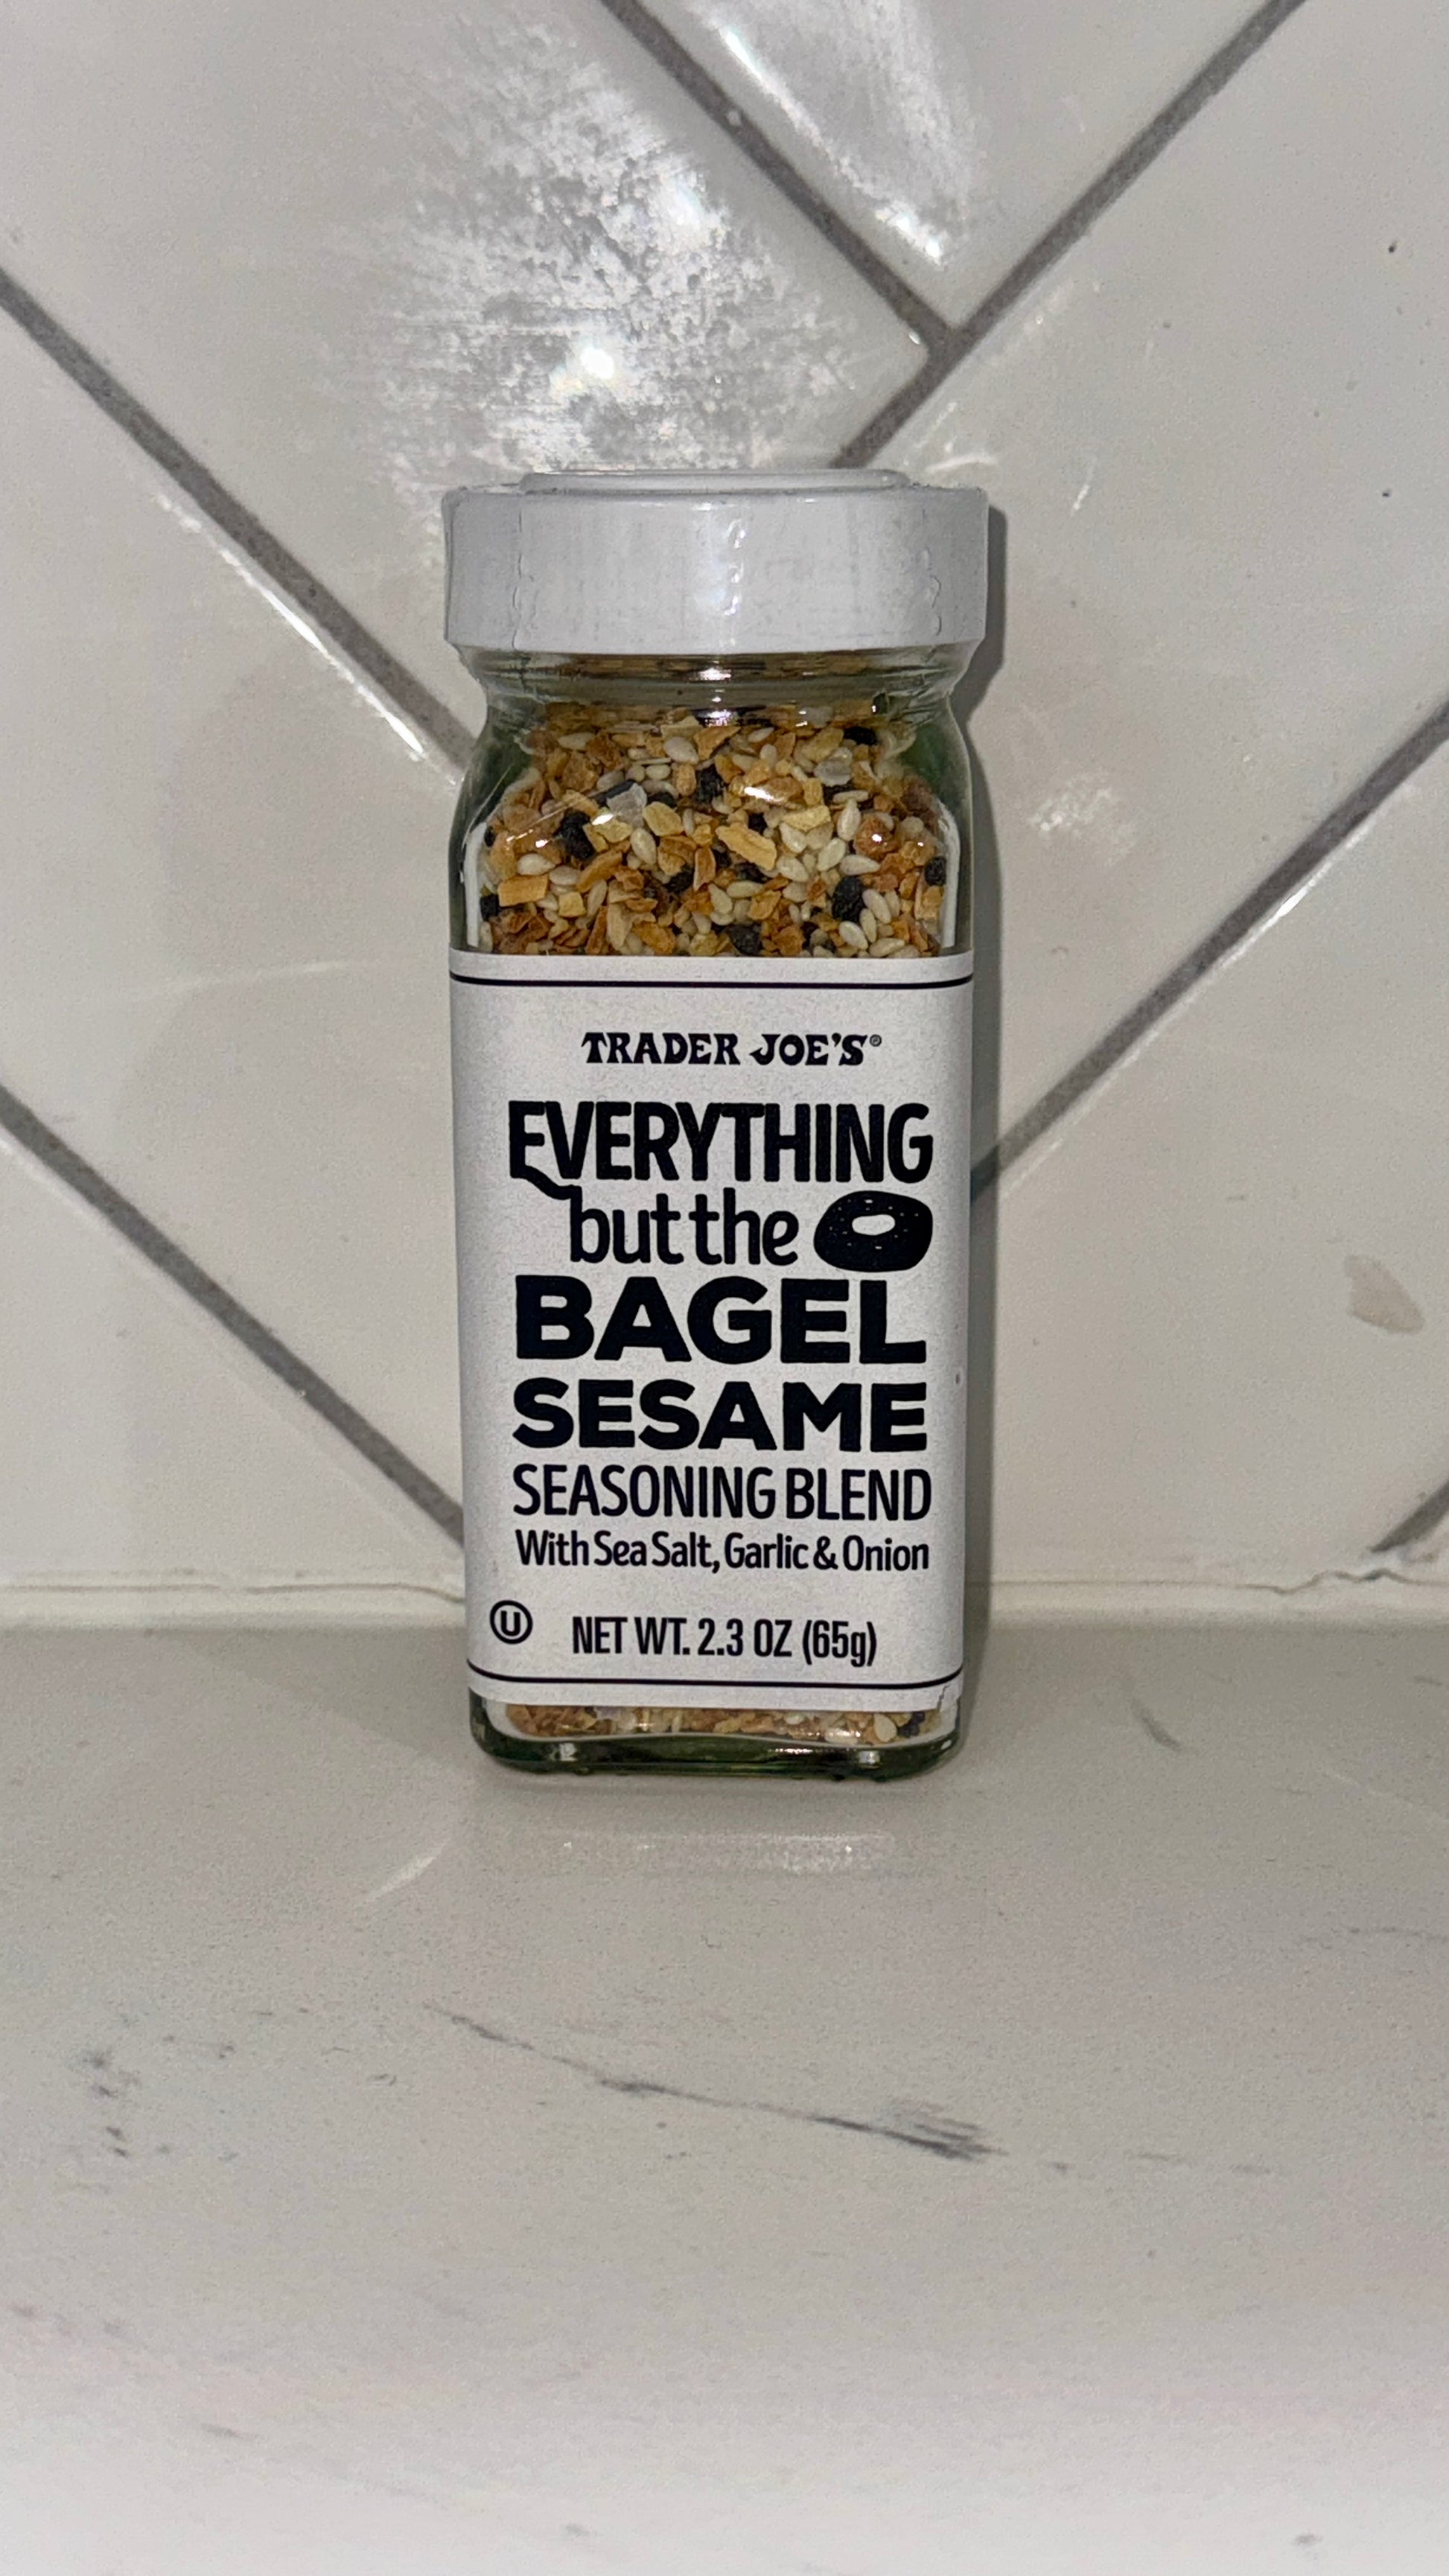 TRADER JOE'S®
EVERYTHING
but the
BAGEL
SESAME
SEASONING BLEND
With Sea Salt, Garlic & Onion
U NET WT. 2.3 OZ (65g)